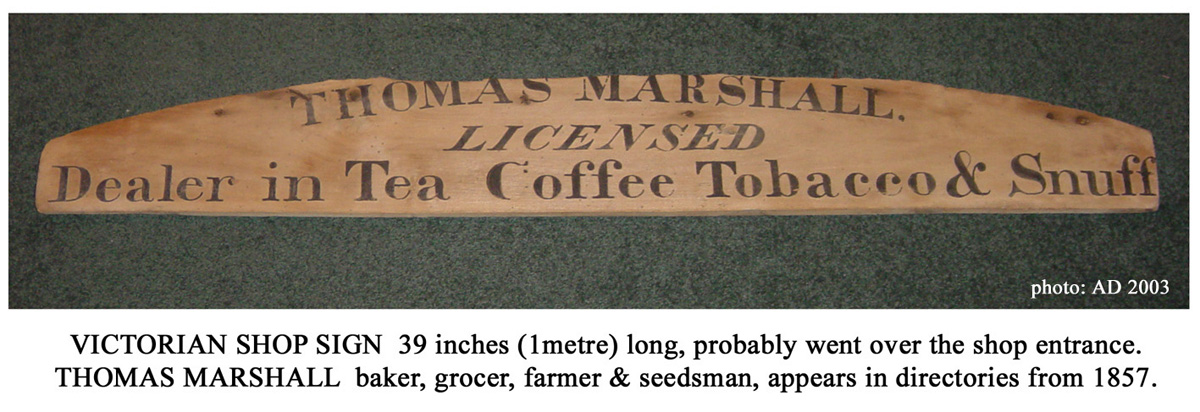 THOMAS MARSHALL.
LICENSED
Dealer in Tea Coffee Tobacco & Snuff
photo: AD 2003
VICTORIAN SHOP SIGN 39 inches (1metre) long, probably went over the shop entrance.
THOMAS MARSHALL baker, grocer, farmer & seedsman, appears in directories from 1857.